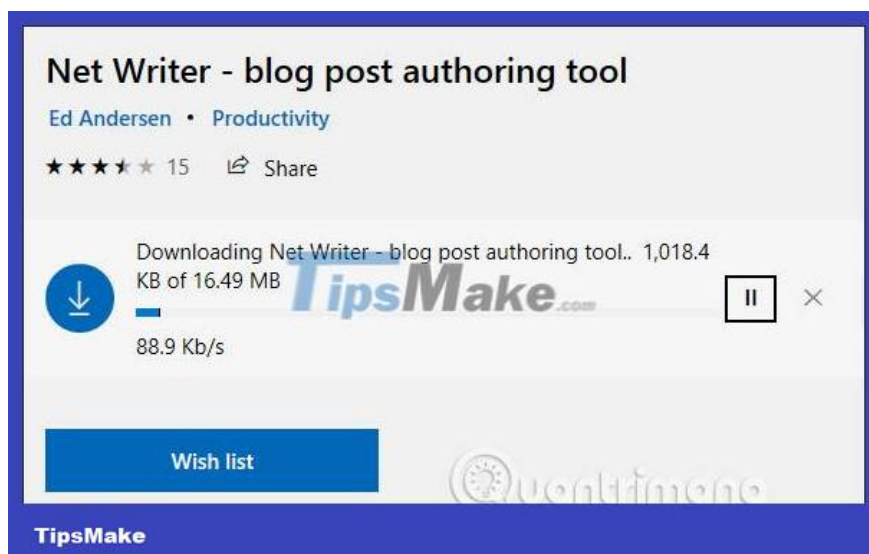 Net Writer - blog post authoring tool
Ed Andersen • Productivity
15 Share
Downloading Net Writer - blog post authoring tool.. 1,018.4
KB of 16.49 MB
TipsMake.com
88.9 Kb/s
Wish list
Quantrimang
TipsMake